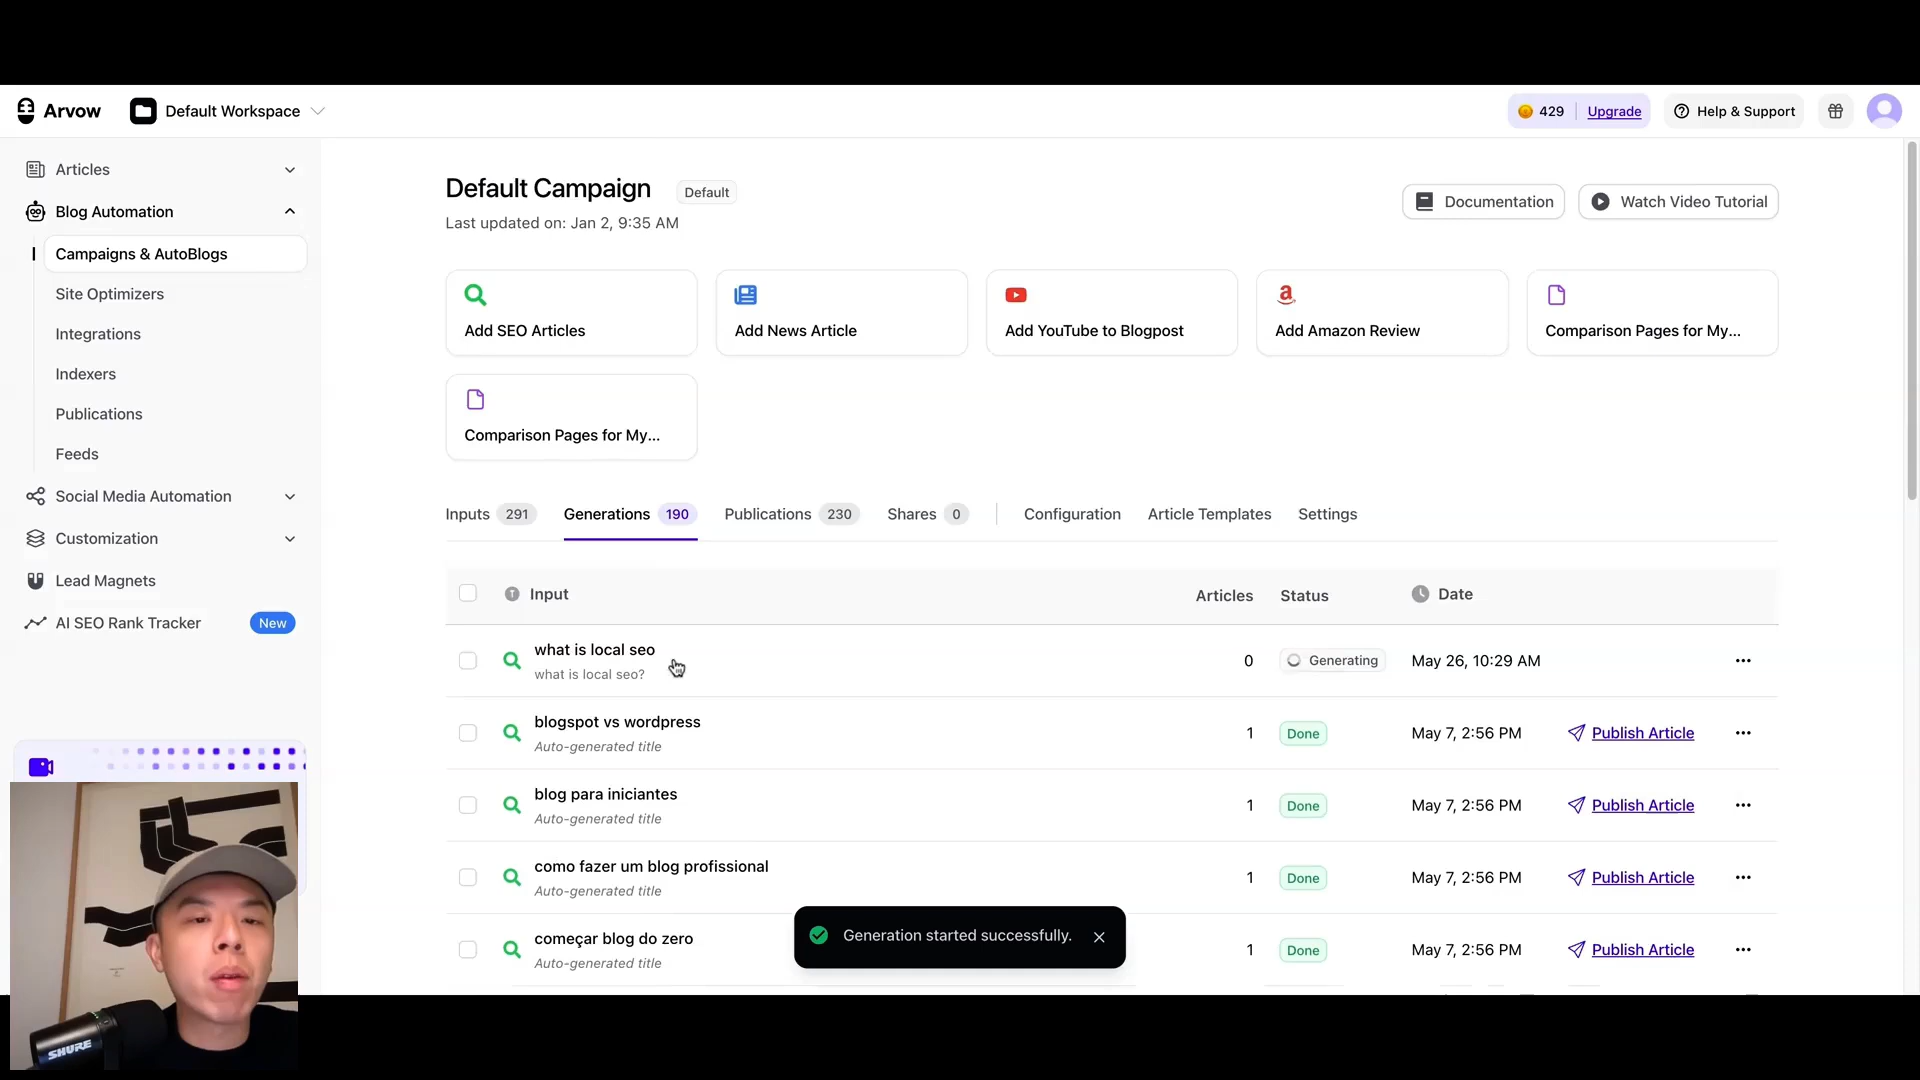 Arvow
Default Workspace
429
Upgrade
Help & Support
Articles
Blog Automation
Campaigns & AutoBlogs
Site Optimizers
Integrations
Indexers
Publications
Feeds
Social Media Automation
Customization
Lead Magnets
AI SEO Rank Tracker New
Default Campaign Default
Last updated on: Jan 2, 9:35 AM
Documentation
Watch Video Tutorial
Add SEO Articles
Add News Article
Add YouTube to Blogpost
Add Amazon Review
Comparison Pages for My...
Comparison Pages for My...
Inputs 291 Generations 190 Publications 230 Shares 0 Configuration Article Templates Settings
Input Articles Status Date
what is local seo
what is local seo?
0 Generating May 26, 10:29 AM
blogspot vs wordpress
Auto-generated title
1 Done May 7, 2:56 PM Publish Article
blog para iniciantes
Auto-generated title
1 Done May 7, 2:56 PM Publish Article
como fazer um blog profissional
Auto-generated title
1 Done May 7, 2:56 PM Publish Article
começar blog do zero
Auto-generated title
1 Done May 7, 2:56 PM Publish Article
Generation started successfully.
SHURE